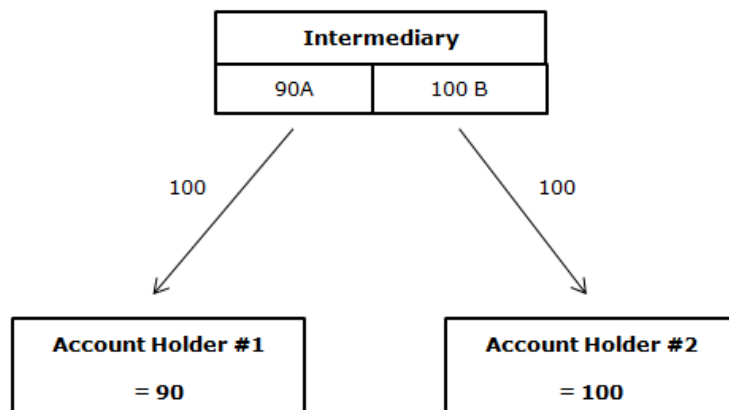 Intermediary
90A 100 B
100 100
Account Holder #1 Account Holder #2
= 90 = 100